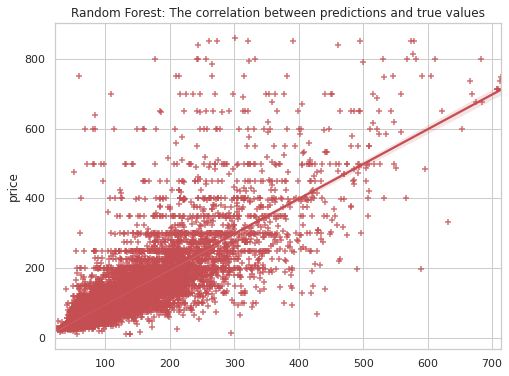 Random Forest: The correlation between predictions and true values
800
600
400
200
0
price
100 200 300 400 500 600 700